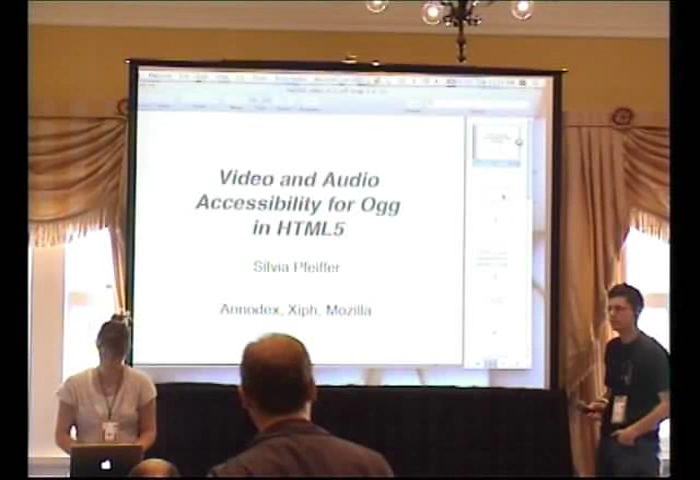 Video and Audio
Accessibility for Ogg
in HTML5
Silvia Pfeiffer
Annodex, Xiph, Mozilla